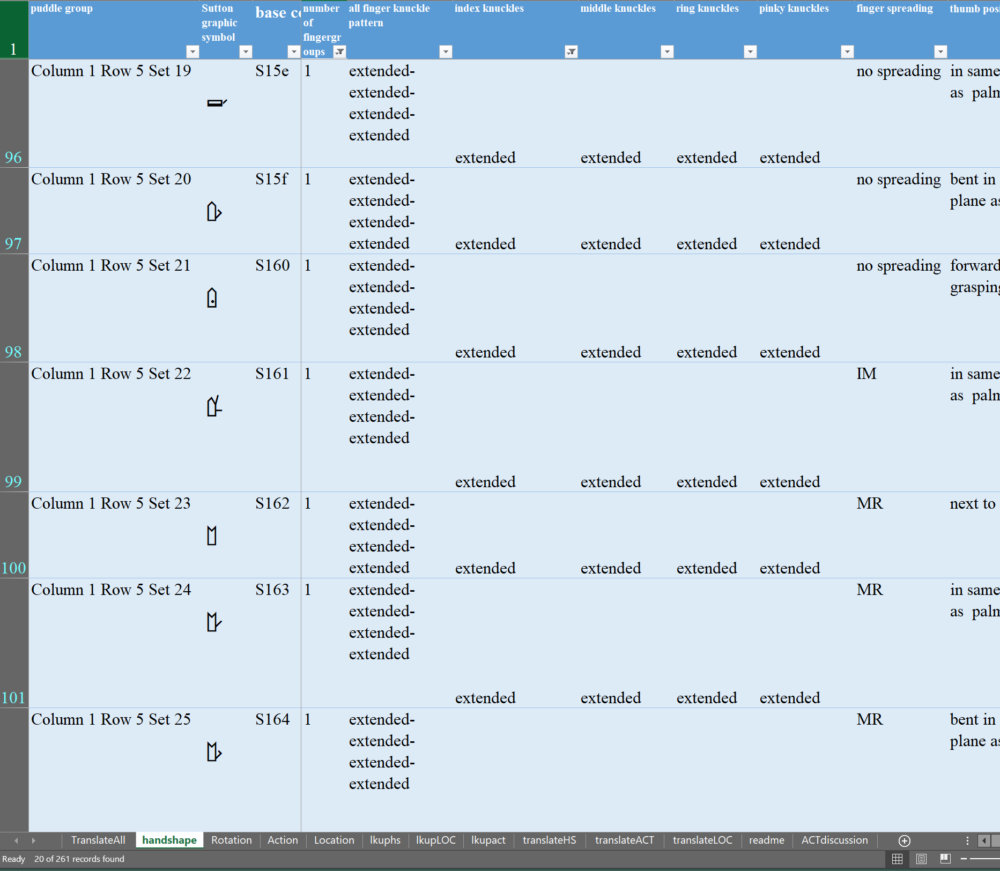 1
puddle group
Sutton graphic symbol
number of fingergroups
all finger knuckle pattern
index knuckles
middle knuckles
ring knuckles
pinky knuckles
finger spreading
thumb
base
96
Column 1 Row 5 Set 19
S15e
1
extended-
extended-
extended-
extended
extended
extended
extended
extended
no spreading
in same
as
97
Column 1 Row 5 Set 20
S15f
1
extended-
extended-
extended-
extended
extended
extended
extended
extended
no spreading
bent in
plane
98
Column 1 Row 5 Set 21
S160
1
extended-
extended-
extended-
extended
extended
extended
extended
extended
no spreading
99
Column 1 Row 5 Set 22
S161
1
extended-
extended-
extended-
extended
extended
extended
extended
extended
IM
in same
as
100
Column 1 Row 5 Set 23
S162
1
extended-
extended-
extended-
extended
extended
extended
extended
extended
MR
next to
101
Column 1 Row 5 Set 24
S163
1
extended-
extended-
extended-
extended
extended
extended
extended
extended
MR
in same
as
Column 1 Row 5 Set 25
S164
1
extended-
extended-
extended-
extended
MR
bent in
plane
TranslateAll handshape Rotation Action Location lkuphs lkupLOC lkupact translateHS translateACT translateLOC readme ACTdiscussion
Ready 20 of 261 records found